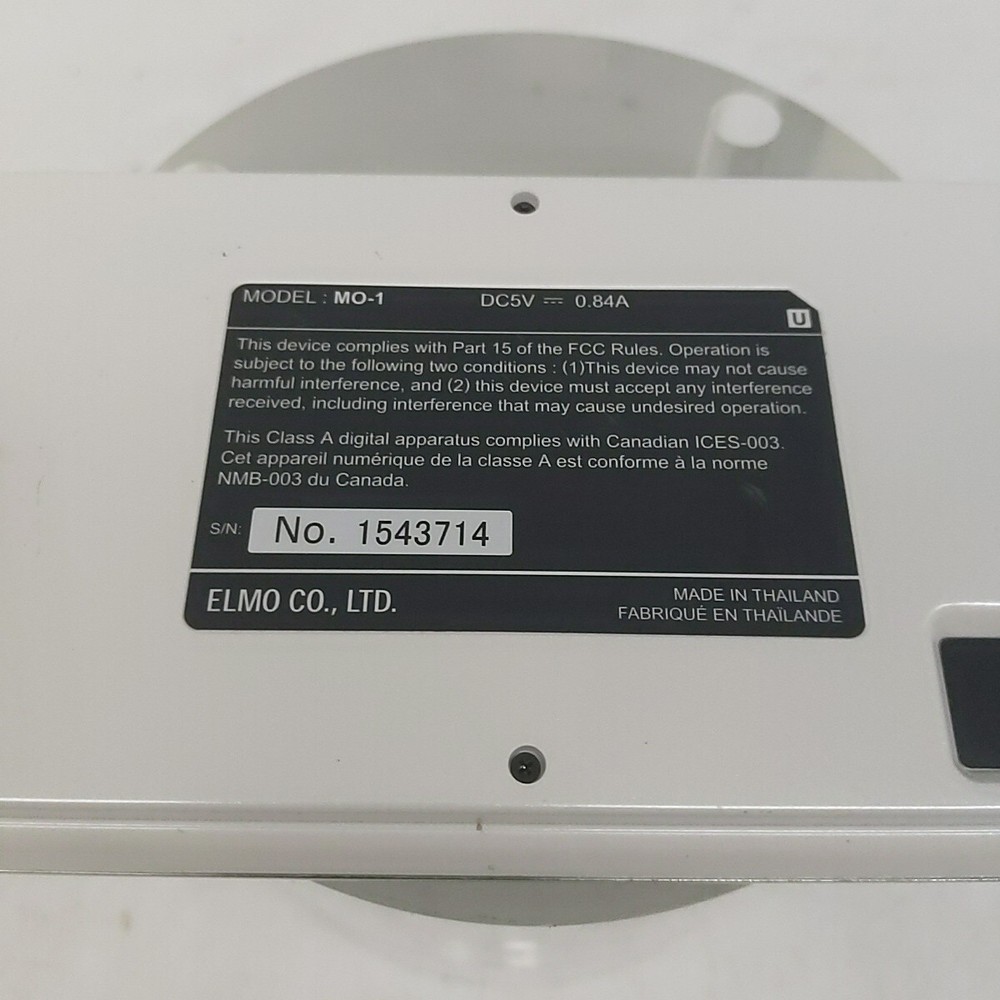 MODEL : MO-1 DC5V ⎓ 0.84A
U
This device complies with Part 15 of the FCC Rules. Operation is
subject to the following two conditions : (1)This device may not cause
harmful interference, and (2) this device must accept any interference
received, including interference that may cause undesired operation.
This Class A digital apparatus complies with Canadian ICES-003.
Cet appareil numérique de la classe A est conforme à la norme
NMB-003 du Canada.
S/N: No. 1543714
ELMO CO., LTD.
MADE IN THAILAND
FABRIQUÉ EN THAÏLANDE